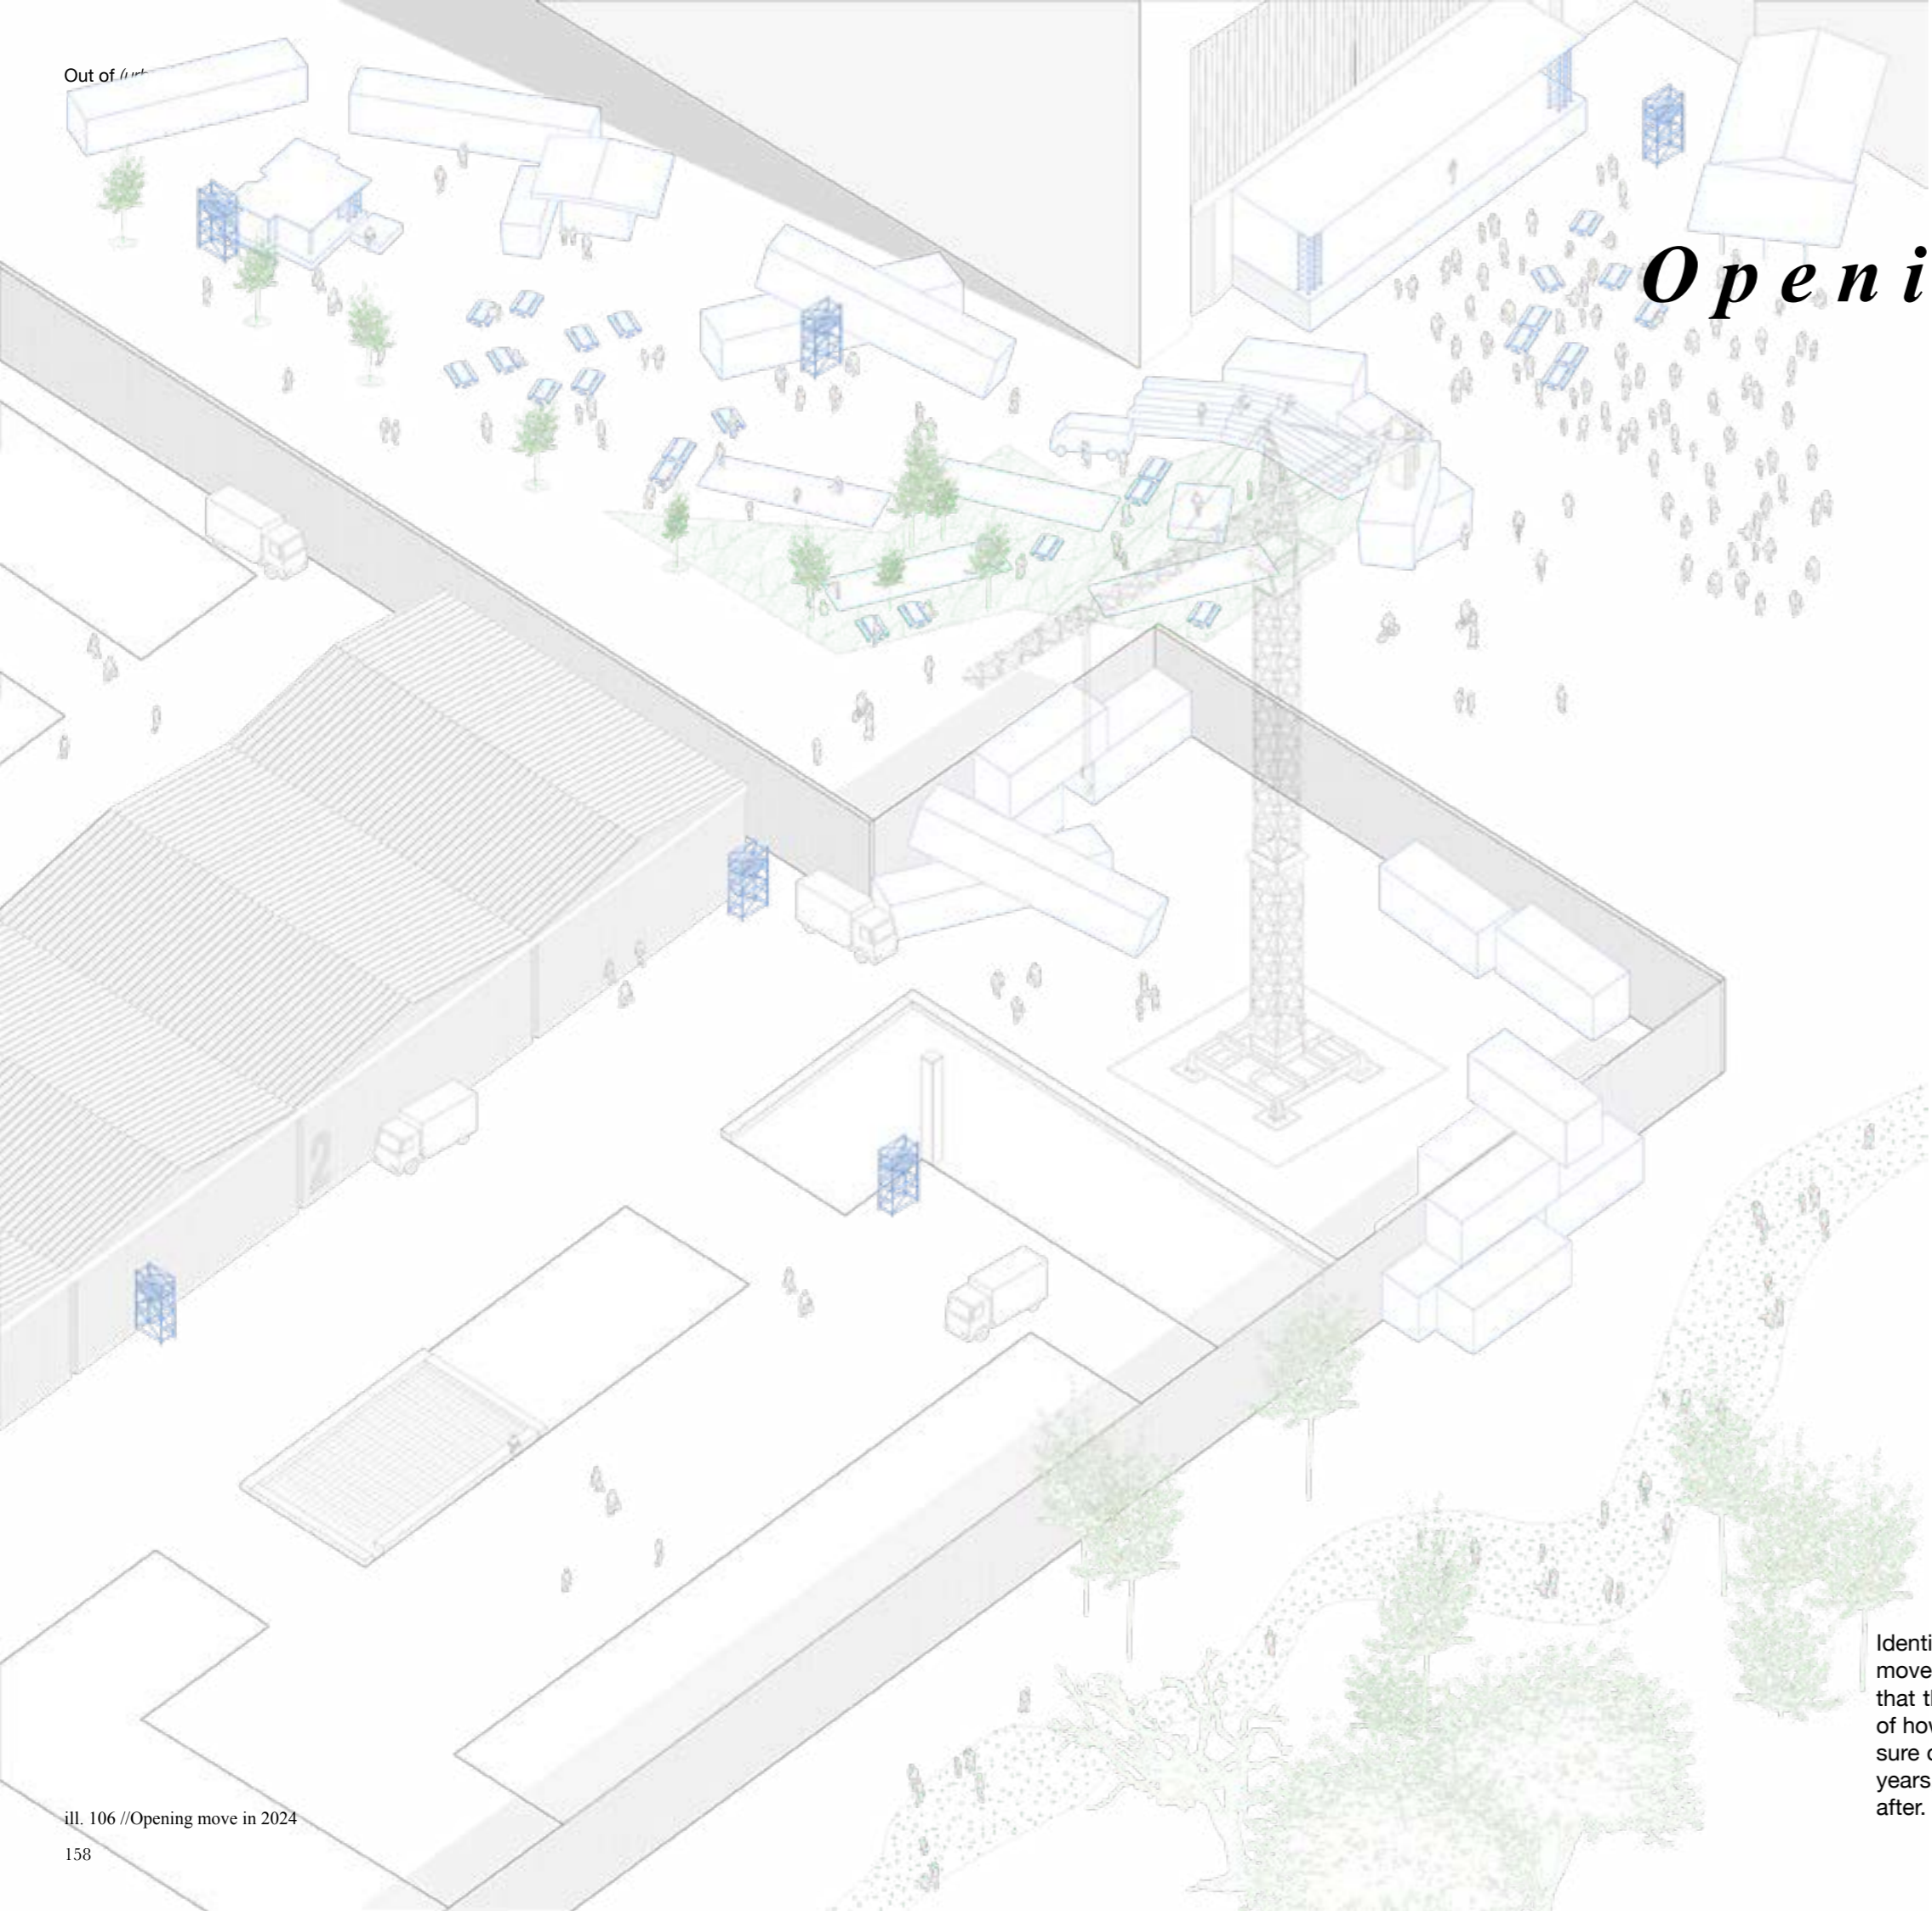 Out of
Openi
2
Identi
move
that th
of how
sure o
years
after.
ill. 106 //Opening move in 2024
158